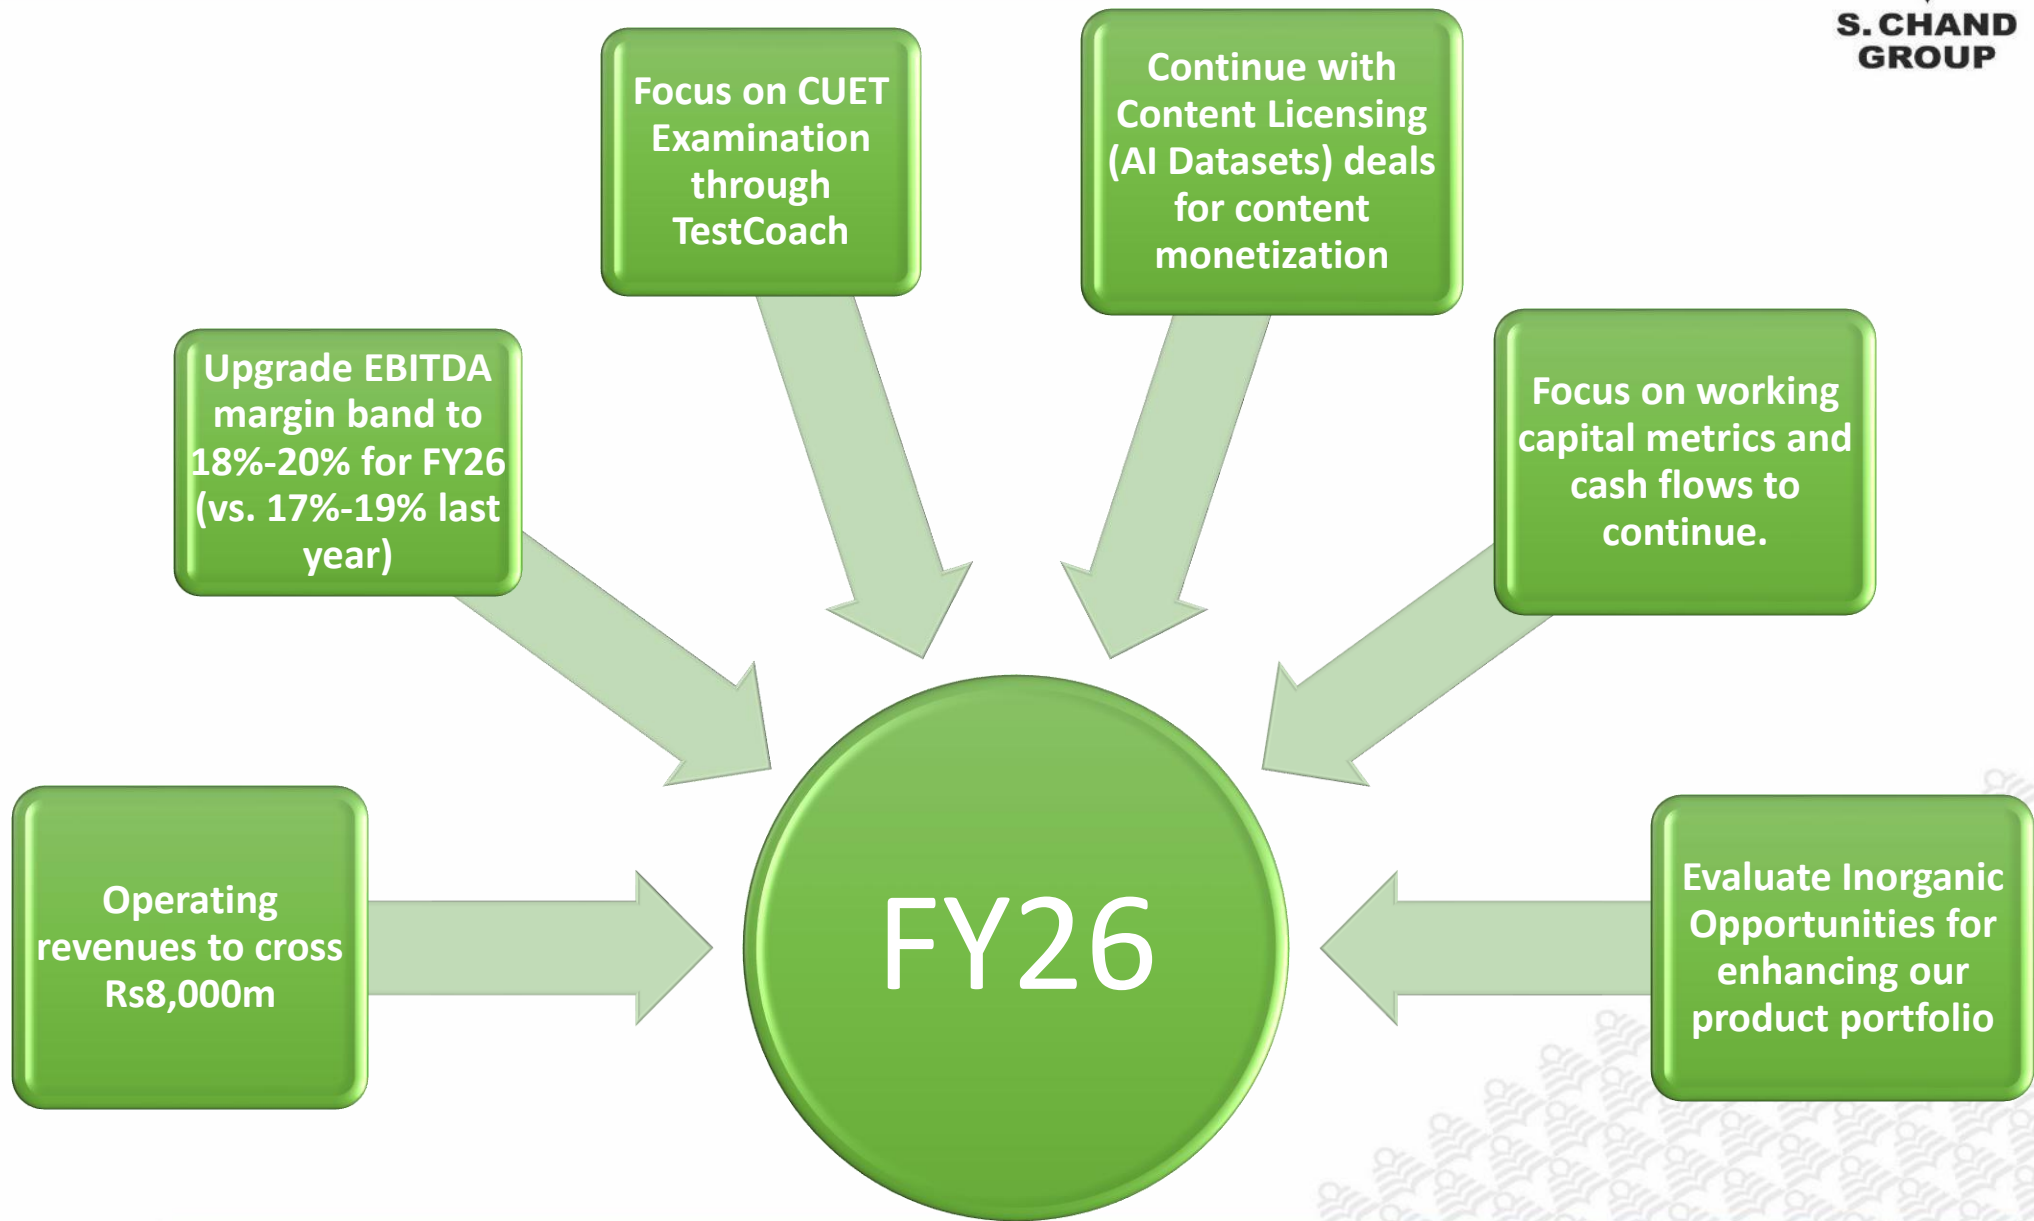 S. CHAND
GROUP
Focus on CUET
Examination
through
TestCoach
Continue with
Content Licensing
(AI Datasets) deals
for content
monetization
Upgrade EBITDA
margin band to
18%-20% for FY26
(vs. 17%-19% last
year)
Focus on working
capital metrics and
cash flows to
continue.
Operating
revenues to cross
Rs8,000m
FY26
Evaluate Inorganic
Opportunities for
enhancing our
product portfolio